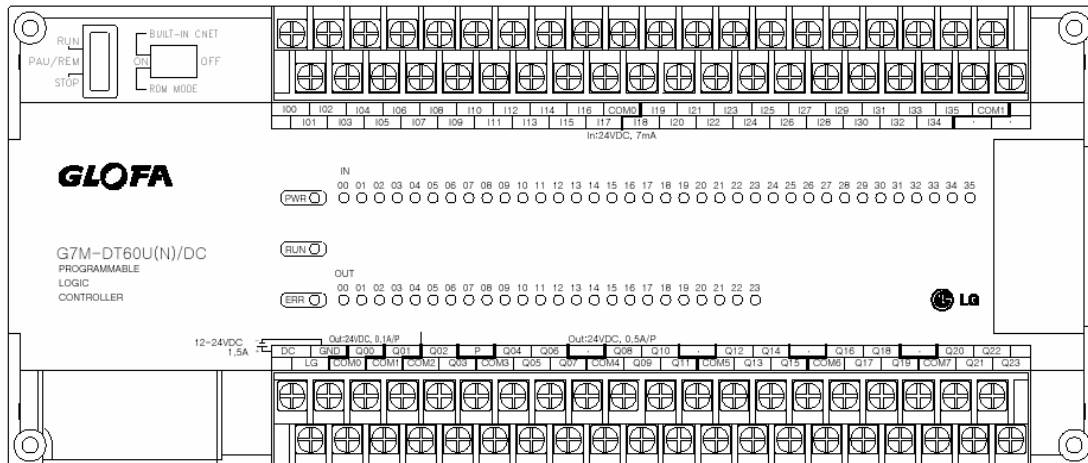 RUN
PAU/REM
STOP
BUILT-IN CNET
ON OFF
ROM MODE
I00 I02 I04 I06 I08 I10 I12 I14 I16 COM0 I19 I21 I23 I25 I27 I29 I31 I33 I35 COM1
I01 I03 I05 I07 I09 I11 I13 I15 I17 I18 I20 I22 I24 I26 I28 I30 I32 I34 . .
In:24VDC, 7mA
GLOFA
IN
00 01 02 03 04 05 06 07 08 09 10 11 12 13 14 15 16 17 18 19 20 21 22 23 24 25 26 27 28 29 30 31 32 33 34 35
PWR
G7M-DT60U(N)/DC
PROGRAMMABLE
LOGIC
CONTROLLER
RUN
OUT
00 01 02 03 04 05 06 07 08 09 10 11 12 13 14 15 16 17 18 19 20 21 22 23
ERR
LG
12-24VDC
1,5A
Out:24VDC, 0,1A/P
Out:24VDC, 0,5A/P
DC GND Q00 Q01 Q02 P Q04 Q06 . Q08 Q10 . Q12 Q14 . Q16 Q18 . Q20 Q22
LG COM0 COM1 COM2 Q03 COM3 Q05 Q07 COM4 Q09 Q11 COM5 Q13 Q15 COM6 Q17 Q19 COM7 Q21 Q23